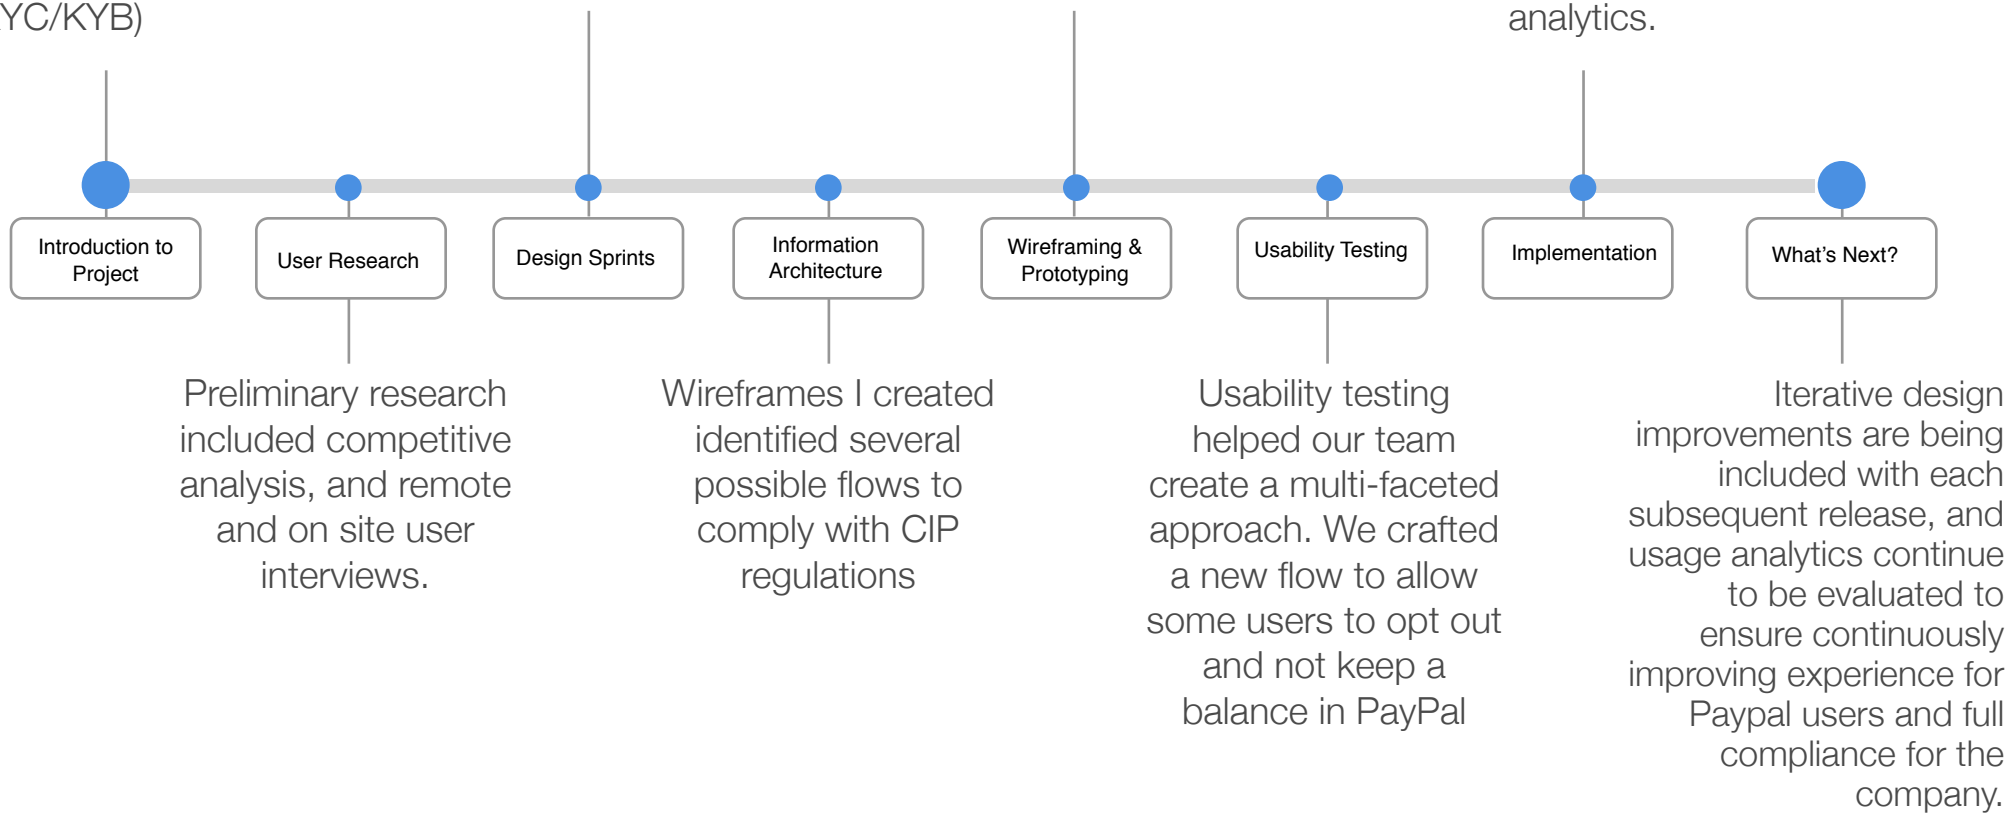 YC/KYB)
analytics.
Introduction to
Project
User Research
Design Sprints
Information
Architecture
Wireframing &
Prototyping
Usability Testing
Implementation
What's Next?
Preliminary research
included competitive
analysis, and remote
and on site user
interviews.
Wireframes I created
identified several
possible flows to
comply with CIP
regulations
Usability testing
helped our team
create a multi-faceted
approach. We crafted
a new flow to allow
some users to opt out
and not keep a
balance in PayPal
Iterative design
improvements are being
included with each
subsequent release, and
usage analytics continue
to be evaluated to
ensure continuously
improving experience for
Paypal users and full
compliance for the
company.